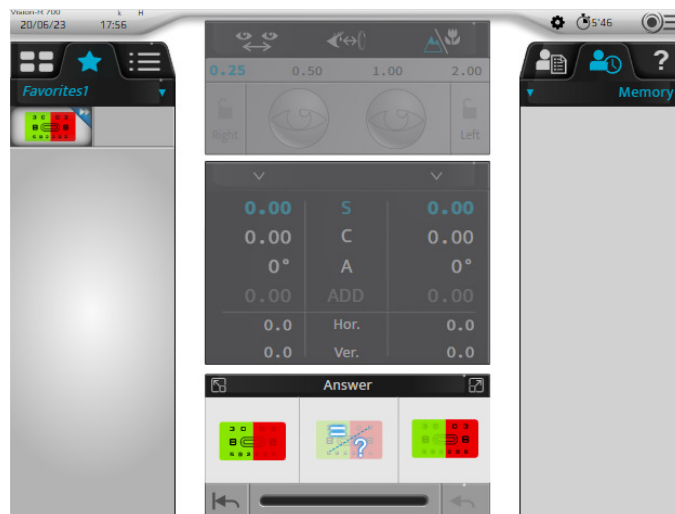 Vision-R 700
20/06/23 17:56 5'46
Favorites1
Memory
?
0.25 0.50 1.00 2.00
Right Left
0.00 S 0.00
0.00 C 0.00
0° A 0°
0.00 ADD 0.00
0.0 Hor. 0.0
0.0 Ver. 0.0
Answer
?